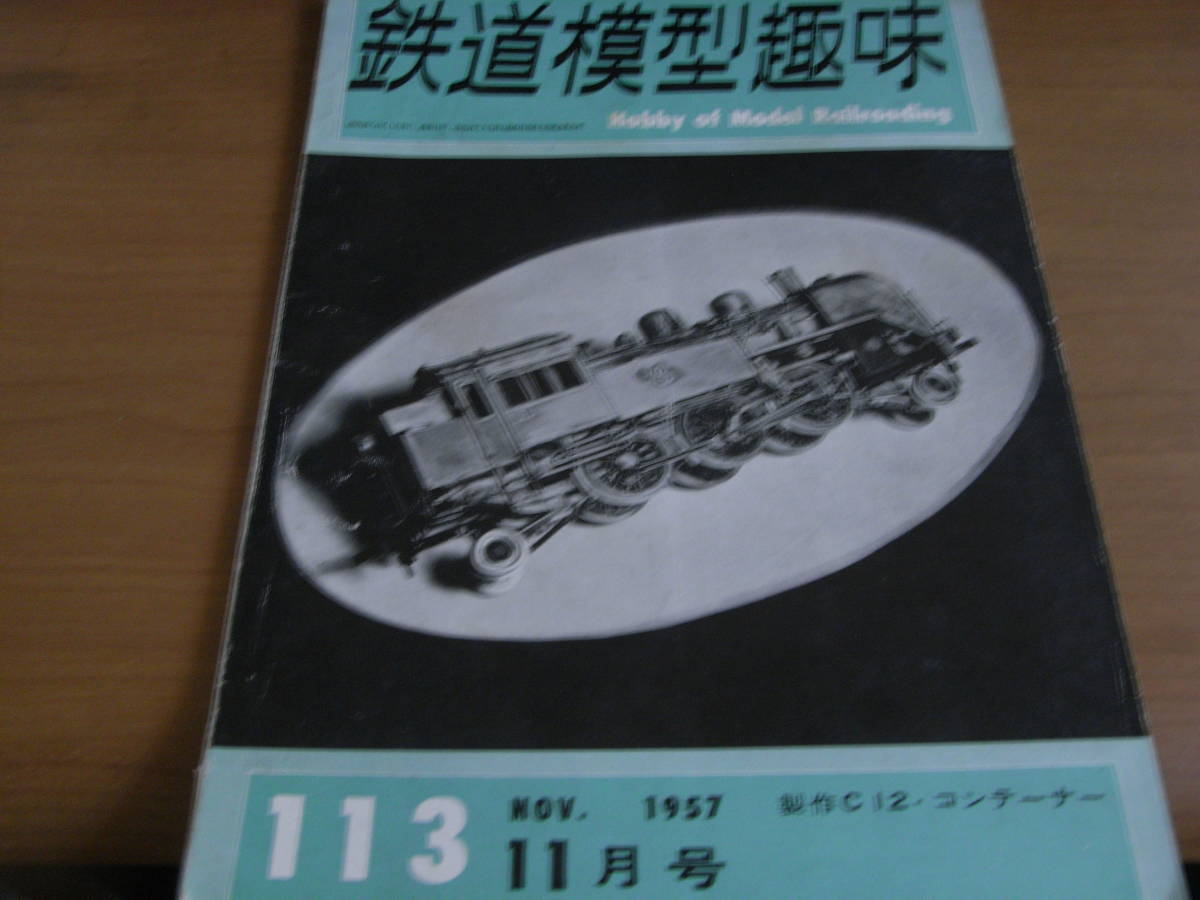 鉄道模型趣味
Hobby of Model Railroading
113
NOV. 1957
製作C12・コンテーナー
11月号